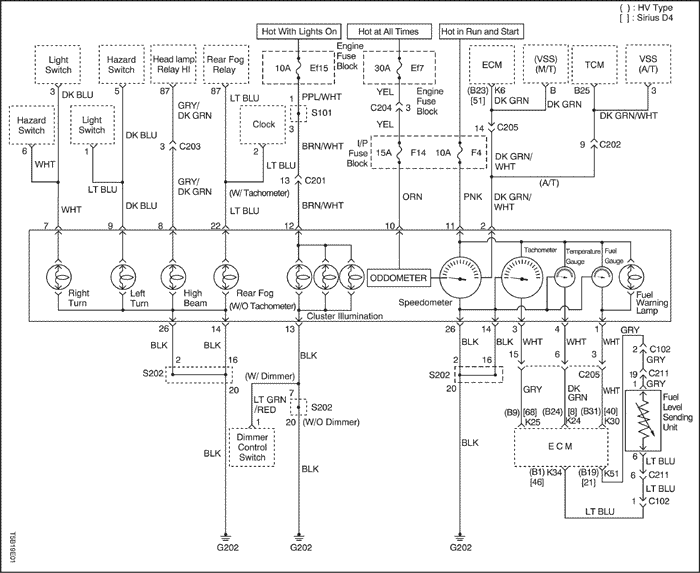 ( ) : HV Type
[ ] : Sirius D4
Hot With Lights On
Hot at All Times
Hot in Run and Start
Light Switch
Hazard Switch
Head lamp Relay HI
Rear Fog Relay
10A Ef15
Engine Fuse Block
30A Ef7
ECM
(VSS) (M/T)
TCM
VSS (A/T)
3
5
87
87
(B23) K6
[51]
B
B25
3
DK BLU
GRY/ DK GRN
LT BLU
1
PPL/WHT
YEL
C204
3
Engine Fuse Block
DK GRN
DK GRN
DK GRN/WHT
Hazard Switch
Light Switch
DK BLU
3
C203
Clock
3
S101
YEL
14
C205
9
C202
6
1
2
BRN/WHT
I/P Fuse Block
15A F14
10A F4
DK GRN/ WHT
WHT
LT BLU
GRY/ DK GRN
(W/ Tachometer)
13
C201
(A/T)
WHT
DK BLU
LT BLU
BRN/WHT
ORN
PNK
DK GRN/ WHT
7
9
8
22
12
10
11
2
Tachometer
Temperature Gauge
Fuel Gauge
ODDOMETER
Right Turn
Left Turn
High Beam
Rear Fog
(W/O Tachometer)
Speedometer
Fuel Warning Lamp
Cluster Illumination
26
14
13
26
14
3
4
1
GRY
BLK
BLK
BLK
BLK
BLK
WHT
WHT
WHT
2
C102
GRY
2
16
2
16
15
6
3
19
C211
S202
20
(W/ Dimmer)
S202
20
C205
1
GRY
LT GRN /RED
7
S202
GRY
DK GRN
WHT
Fuel Level Sending Unit
1
20
(W/O Dimmer)
(B9) [68] K25
(B24) [8] K24
(B31) [40] K30
Dimmer Control Switch
BLK
BLK
BLK
ECM
6
LT BLU
(B1) K34
[46]
(B19) K51
[21]
6
C211
LT BLU
1
C102
LT BLU
G202
G202
G202
T5B19E01